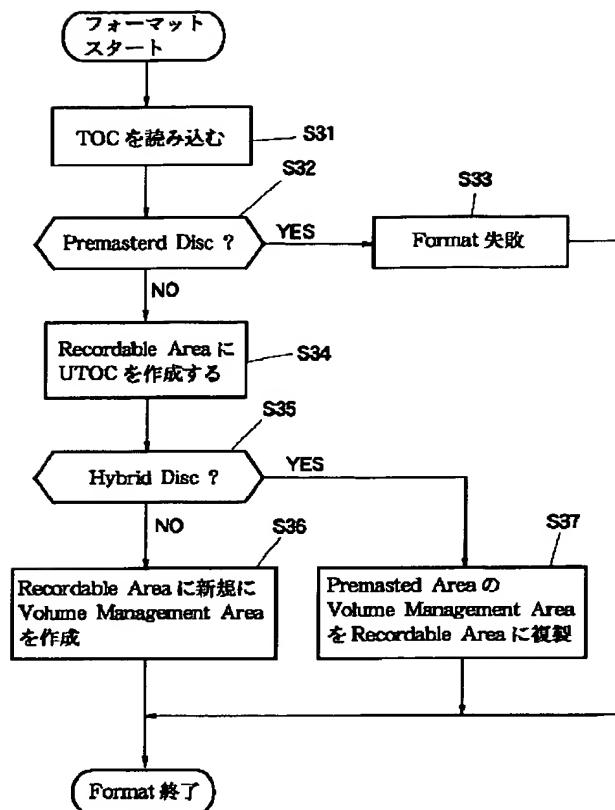 フォーマット
スタート
TOC を読み込む
S31
S32
Premasterd Disc ?
YES
S33
Format 失敗
NO
Recordable Area に
UTOC を作成する
S34
S35
Hybrid Disc ?
YES
NO
S36
Recordable Area に新規に
Volume Management Area
を作成
S37
Premasted Area の
Volume Management Area
を Recordable Area に複製
Format 終了